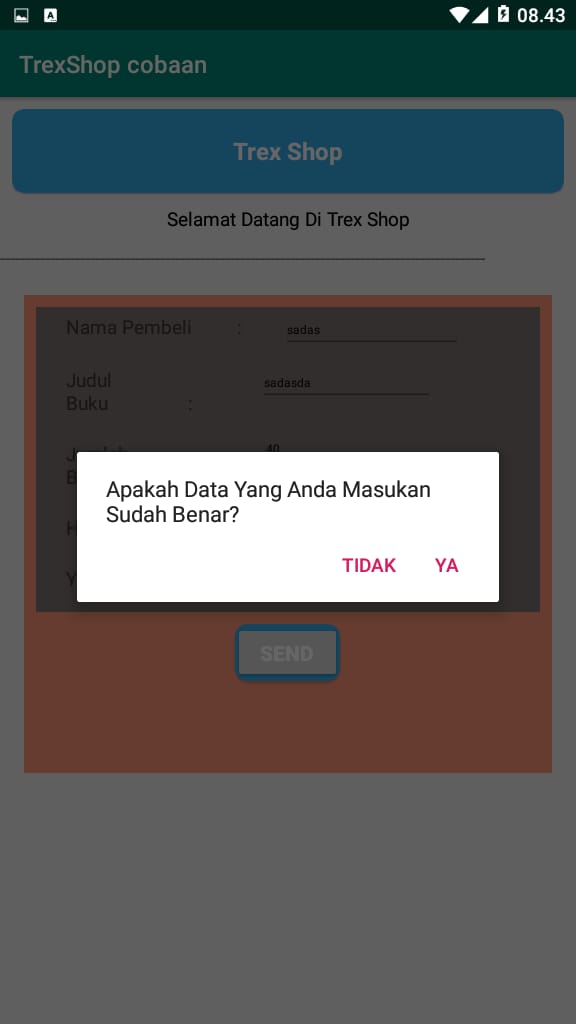 08.43
TrexShop cobaan
Trex Shop
Selamat Datang Di Trex Shop
Nama Pembeli : sadas
Judul
Buku :
sadasda
40
Apakah Data Yang Anda Masukan
Sudah Benar?
TIDAK YA
SEND